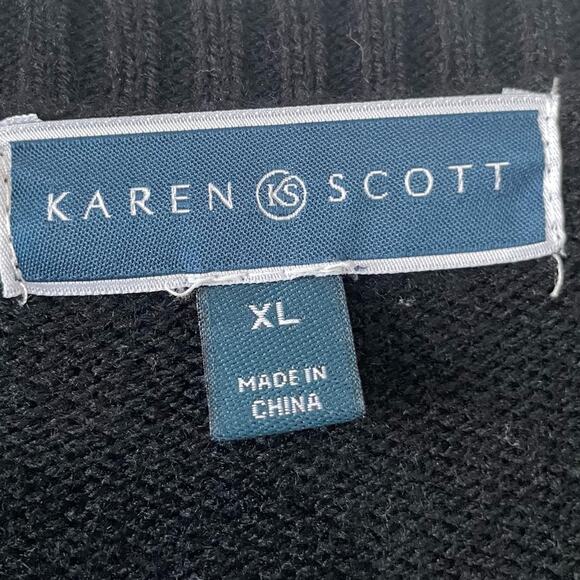 KAREN KS SCOTT
XL
MADE IN
CHINA